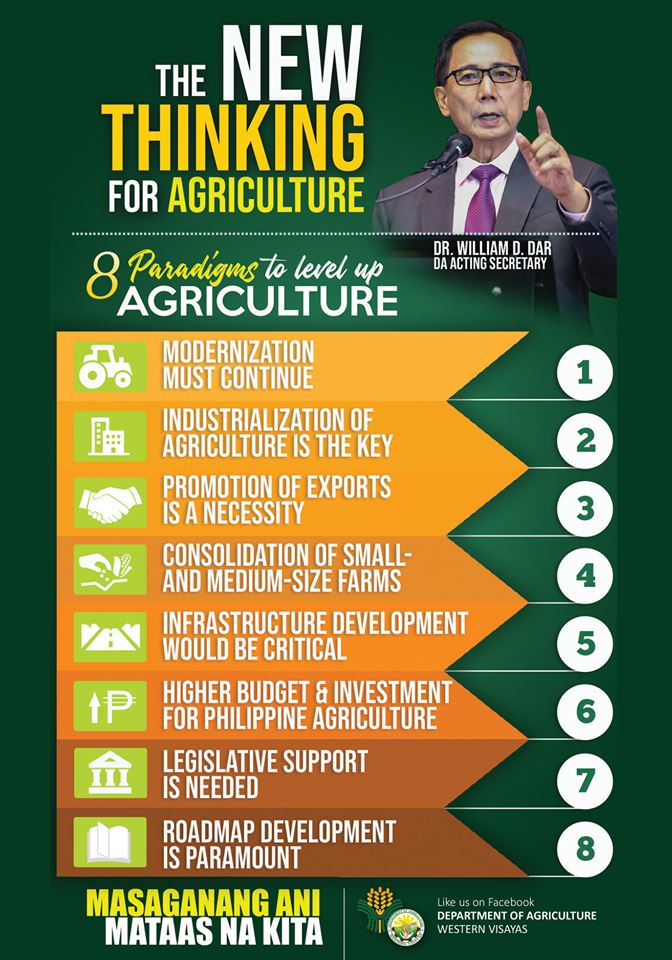 THE NEW
THINKING
FOR AGRICULTURE
DR. WILLIAM D. DAR
DA ACTING SECRETARY
8 Paradigms to level up
AGRICULTURE
MODERNIZATION
MUST CONTINUE
1
INDUSTRIALIZATION OF
AGRICULTURE IS THE KEY
2
PROMOTION OF EXPORTS
IS A NECESSITY
3
CONSOLIDATION OF SMALL-
AND MEDIUM-SIZE FARMS
4
INFRASTRUCTURE DEVELOPMENT
WOULD BE CRITICAL
5
HIGHER BUDGET & INVESTMENT
FOR PHILIPPINE AGRICULTURE
6
LEGISLATIVE SUPPORT
IS NEEDED
7
ROADMAP DEVELOPMENT
IS PARAMOUNT
8
MASAGANANG ANI
MATAAS NA KITA
Like us on Facebook
DEPARTMENT OF AGRICULTURE
WESTERN VISAYAS